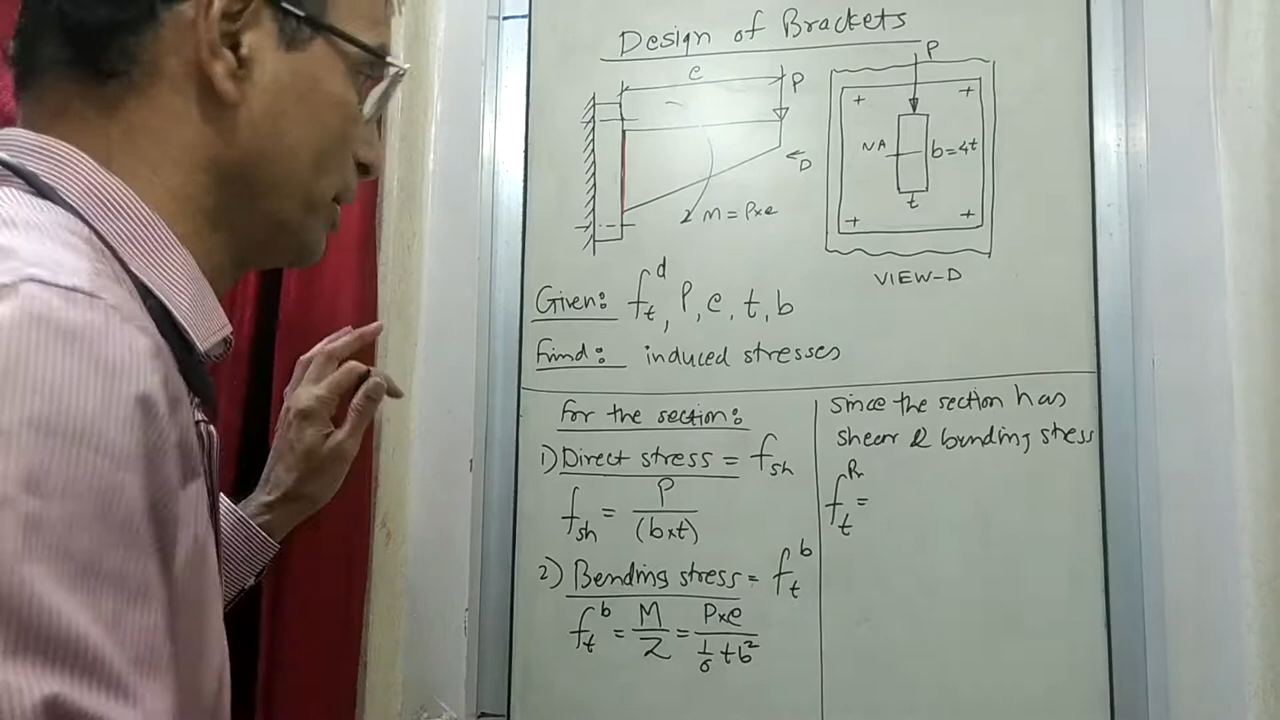 Design of Brackets
e
P
D
M = P×e
P
NA
b=4t
t
VIEW-D
Given: f_t^d, P, e, t, b
Find: induced stresses
For the section:
1) Direct stress = f_sh
f_sh = P/(b×t)
2) Bending stress = f_t^b
f_t^b = M/Z = P×e / (1/6 t b^2)
Since the section has
shear & bending stress
f_t^R =